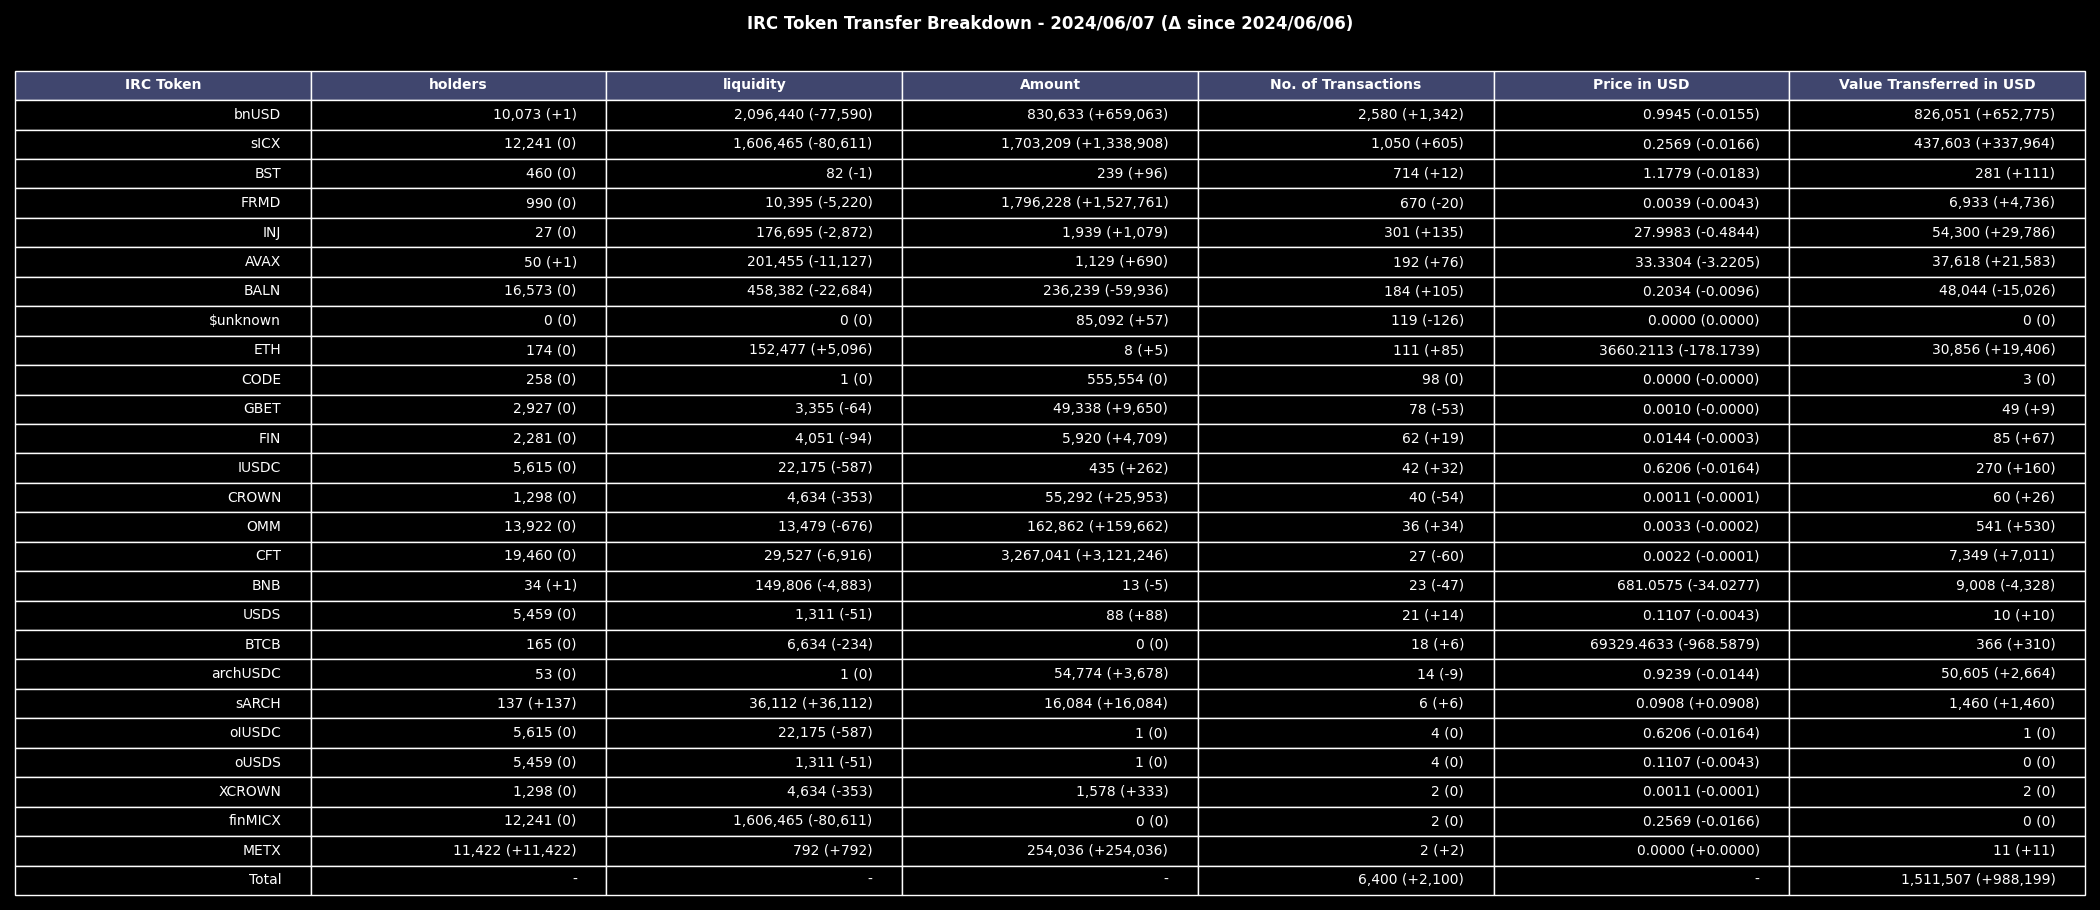 IRC Token Transfer Breakdown - 2024/06/07 (Δ since 2024/06/06)
IRC Token holders liquidity Amount No. of Transactions Price in USD Value Transferred in USD
bnUSD 10,073 (+1) 2,096,440 (-77,590) 830,633 (+659,063) 2,580 (+1,342) 0.9945 (-0.0155) 826,051 (+652,775)
sICX 12,241 (0) 1,606,465 (-80,611) 1,703,209 (+1,338,908) 1,050 (+605) 0.2569 (-0.0166) 437,603 (+337,964)
BST 460 (0) 82 (-1) 239 (+96) 714 (+12) 1.1779 (-0.0183) 281 (+111)
FRMD 990 (0) 10,395 (-5,220) 1,796,228 (+1,527,761) 670 (-20) 0.0039 (-0.0043) 6,933 (+4,736)
INJ 27 (0) 176,695 (-2,872) 1,939 (+1,079) 301 (+135) 27.9983 (-0.4844) 54,300 (+29,786)
AVAX 50 (+1) 201,455 (-11,127) 1,129 (+690) 192 (+76) 33.3304 (-3.2205) 37,618 (+21,583)
BALN 16,573 (0) 458,382 (-22,684) 236,239 (-59,936) 184 (+105) 0.2034 (-0.0096) 48,044 (-15,026)
$unknown 0 (0) 0 (0) 85,092 (+57) 119 (-126) 0.0000 (0.0000) 0 (0)
ETH 174 (0) 152,477 (+5,096) 8 (+5) 111 (+85) 3660.2113 (-178.1739) 30,856 (+19,406)
CODE 258 (0) 1 (0) 555,554 (0) 98 (0) 0.0000 (-0.0000) 3 (0)
GBET 2,927 (0) 3,355 (-64) 49,338 (+9,650) 78 (-53) 0.0010 (-0.0000) 49 (+9)
FIN 2,281 (0) 4,051 (-94) 5,920 (+4,709) 62 (+19) 0.0144 (-0.0003) 85 (+67)
IUSDC 5,615 (0) 22,175 (-587) 435 (+262) 42 (+32) 0.6206 (-0.0164) 270 (+160)
CROWN 1,298 (0) 4,634 (-353) 55,292 (+25,953) 40 (-54) 0.0011 (-0.0001) 60 (+26)
OMM 13,922 (0) 13,479 (-676) 162,862 (+159,662) 36 (+34) 0.0033 (-0.0002) 541 (+530)
CFT 19,460 (0) 29,527 (-6,916) 3,267,041 (+3,121,246) 27 (-60) 0.0022 (-0.0001) 7,349 (+7,011)
BNB 34 (+1) 149,806 (-4,883) 13 (-5) 23 (-47) 681.0575 (-34.0277) 9,008 (-4,328)
USDS 5,459 (0) 1,311 (-51) 88 (+88) 21 (+14) 0.1107 (-0.0043) 10 (+10)
BTCB 165 (0) 6,634 (-234) 0 (0) 18 (+6) 69329.4633 (-968.5879) 366 (+310)
archUSDC 53 (0) 1 (0) 54,774 (+3,678) 14 (-9) 0.9239 (-0.0144) 50,605 (+2,664)
sARCH 137 (+137) 36,112 (+36,112) 16,084 (+16,084) 6 (+6) 0.0908 (+0.0908) 1,460 (+1,460)
oIUSDC 5,615 (0) 22,175 (-587) 1 (0) 4 (0) 0.6206 (-0.0164) 1 (0)
oUSDS 5,459 (0) 1,311 (-51) 1 (0) 4 (0) 0.1107 (-0.0043) 0 (0)
XCROWN 1,298 (0) 4,634 (-353) 1,578 (+333) 2 (0) 0.0011 (-0.0001) 2 (0)
finMICX 12,241 (0) 1,606,465 (-80,611) 0 (0) 2 (0) 0.2569 (-0.0166) 0 (0)
METX 11,422 (+11,422) 792 (+792) 254,036 (+254,036) 2 (+2) 0.0000 (+0.0000) 11 (+11)
Total - - - 6,400 (+2,100) - 1,511,507 (+988,199)